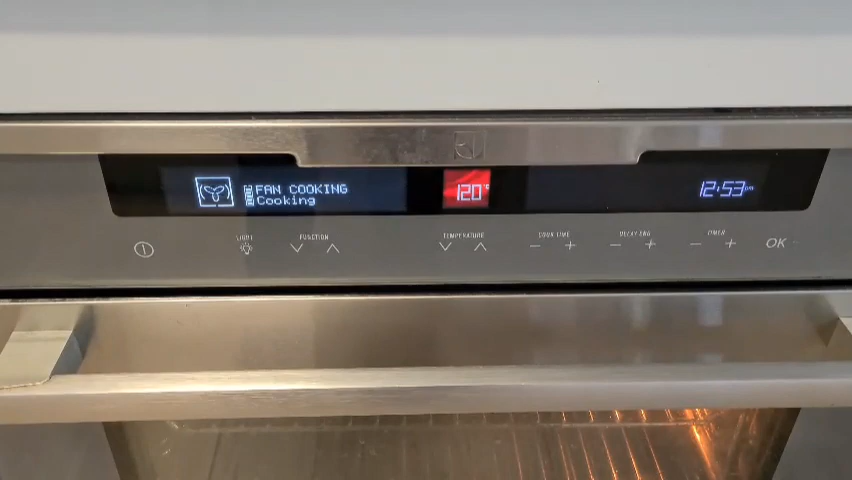 FAN COOKING
Cooking
120°C
12:53pm
LIGHT
FUNCTION
TEMPERATURE
COOK TIME
DELAY END
TIMER
OK